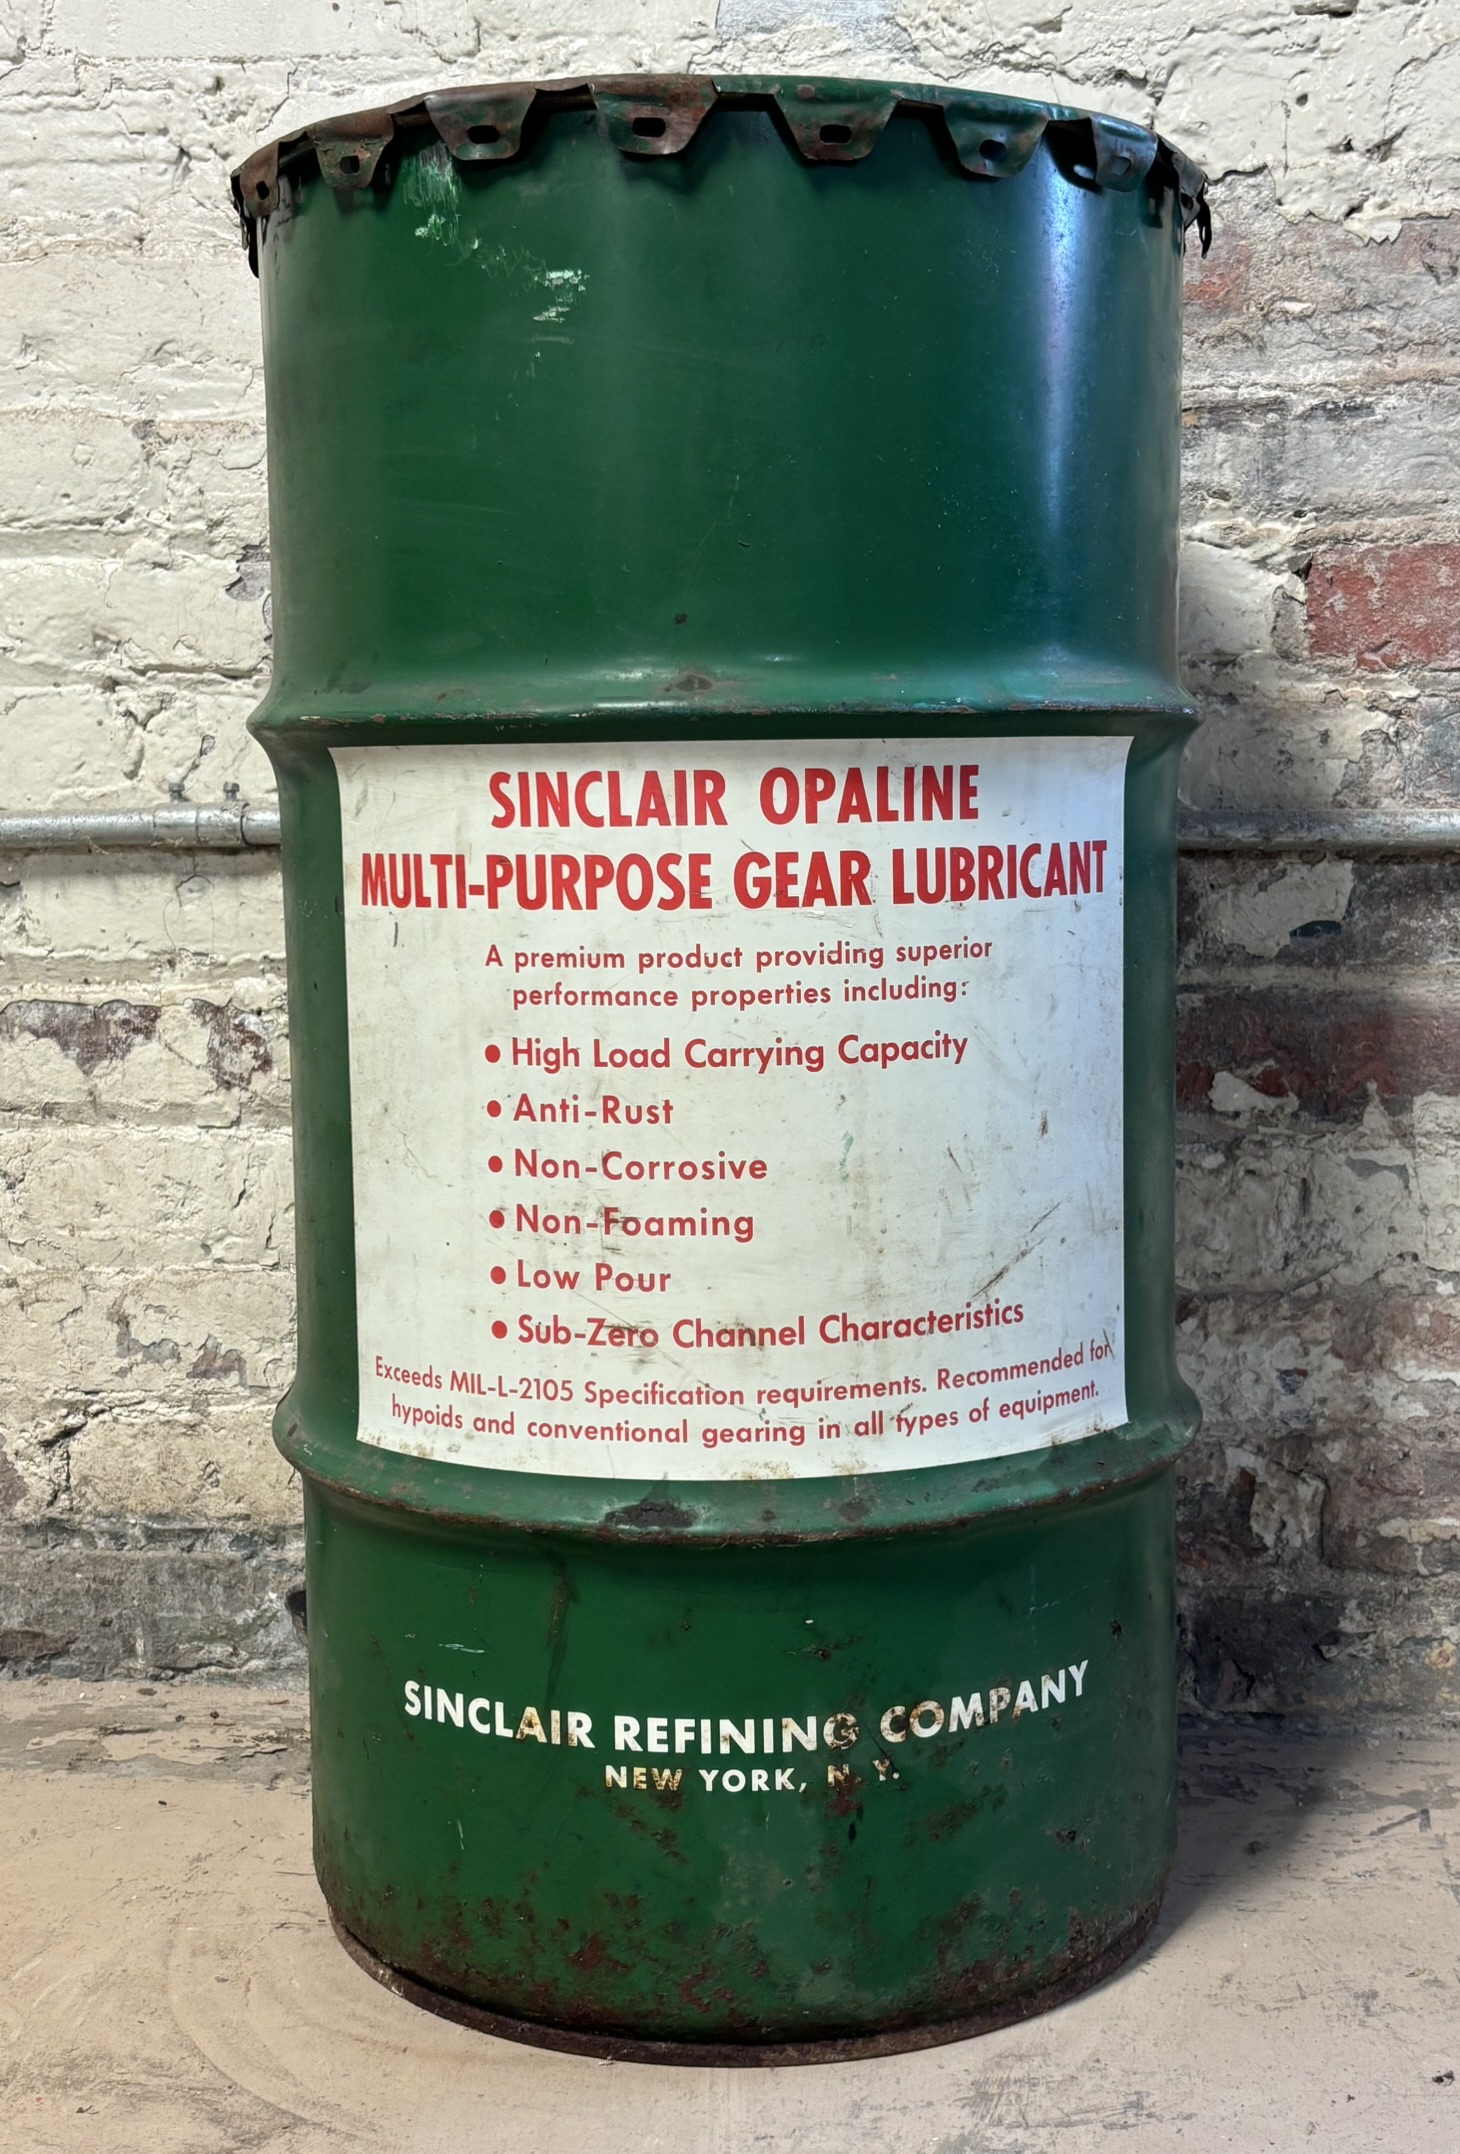 SINCLAIR OPALINE
MULTI-PURPOSE GEAR LUBRICANT
A premium product providing superior
performance properties including:
• High Load Carrying Capacity
• Anti-Rust
• Non-Corrosive
• Non-Foaming
• Low Pour
• Sub-Zero Channel Characteristics
Exceeds MIL-L-2105 Specification requirements. Recommended for
hypoids and conventional gearing in all types of equipment.
SINCLAIR REFINING COMPANY
NEW YORK, N. Y.